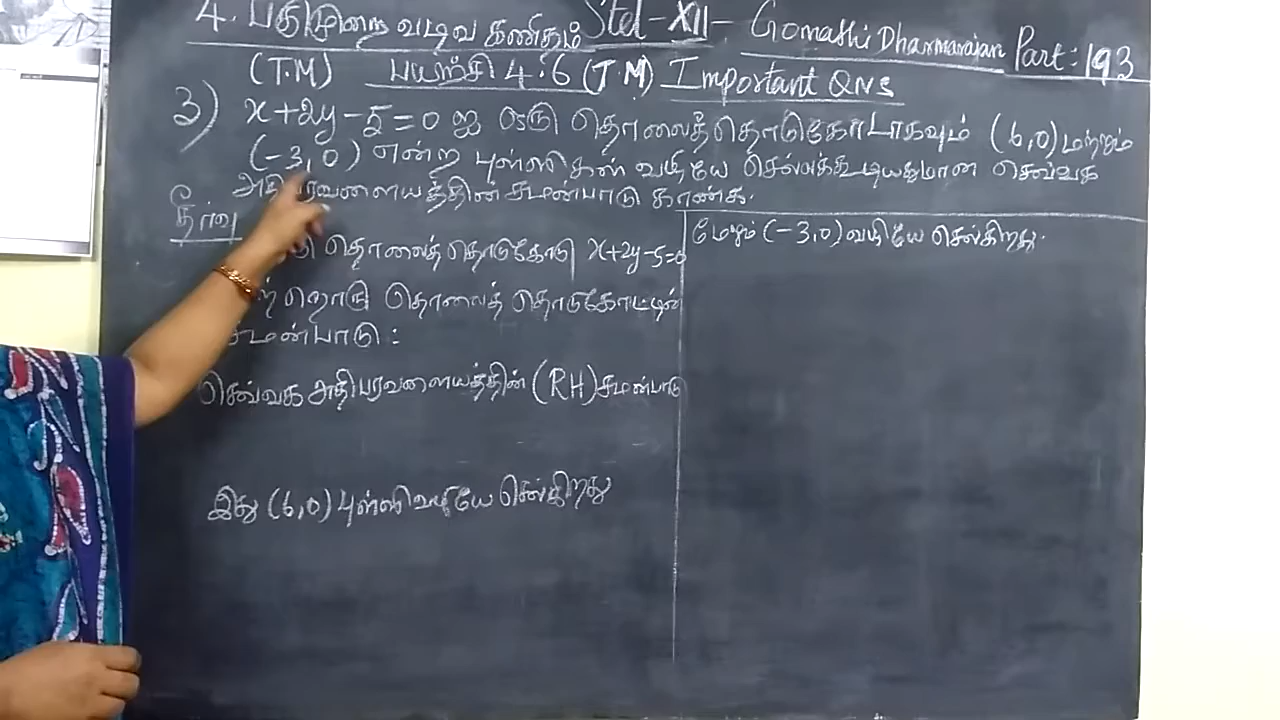 4. பகுமுறை வடிவ கணிதம் Std-XII- Gomathi Dharmarajan Part: 193
(T.M) பயிற்சி 4.6 (T.M) Important QNS
3) x+2y-5=0 ஐ ஒரு தொலைத்தொடுகோடாகவும் (6,0) மற்றும்
(-3,0) என்ற புள்ளிகள் வழியே செல்லக்கூடியதுமான செவ்வக
அதிபரவளையத்தின் சமன்பாடு காண்க.
தீர்வு
தொலைத் தொடுகோடு x+2y-5=0
தொலைத் தொடுகோட்டின்
சமன்பாடு :
செவ்வக அதிபரவளையத்தின் (RH) சமன்பாடு
இது (6,0) புள்ளி வழியே செல்கிறது
மேலும் (-3,0) வழியே செல்கிறது.